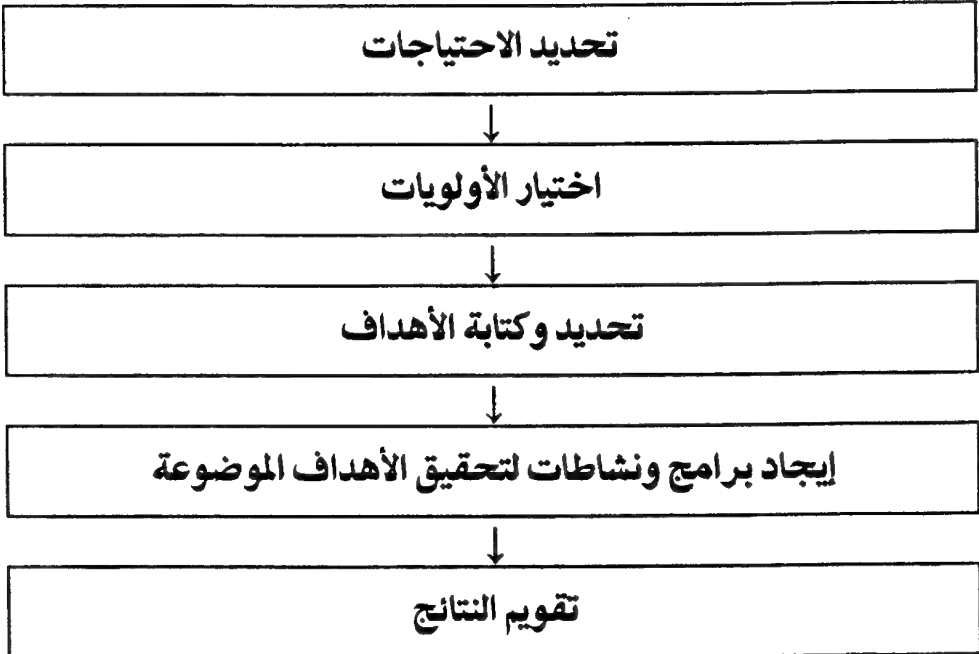 تحديد الاحتياجات
اختيار الأولويات
تحديد وكتابة الأهداف
إيجاد برامج ونشاطات لتحقيق الأهداف الموضوعة
تقويم النتائج